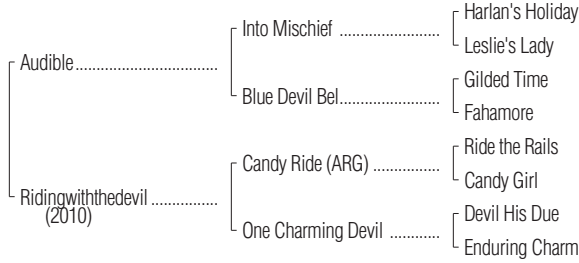 Harlan's Holiday
Into Mischief ....................
Leslie's Lady
Audible.................................
Gilded Time
Blue Devil Bel.......................
Fahamore
Ride the Rails
Candy Ride (ARG) ...............
Candy Girl
Ridingwiththedevil ...............
(2010)
Devil His Due
One Charming Devil ...........
Enduring Charm